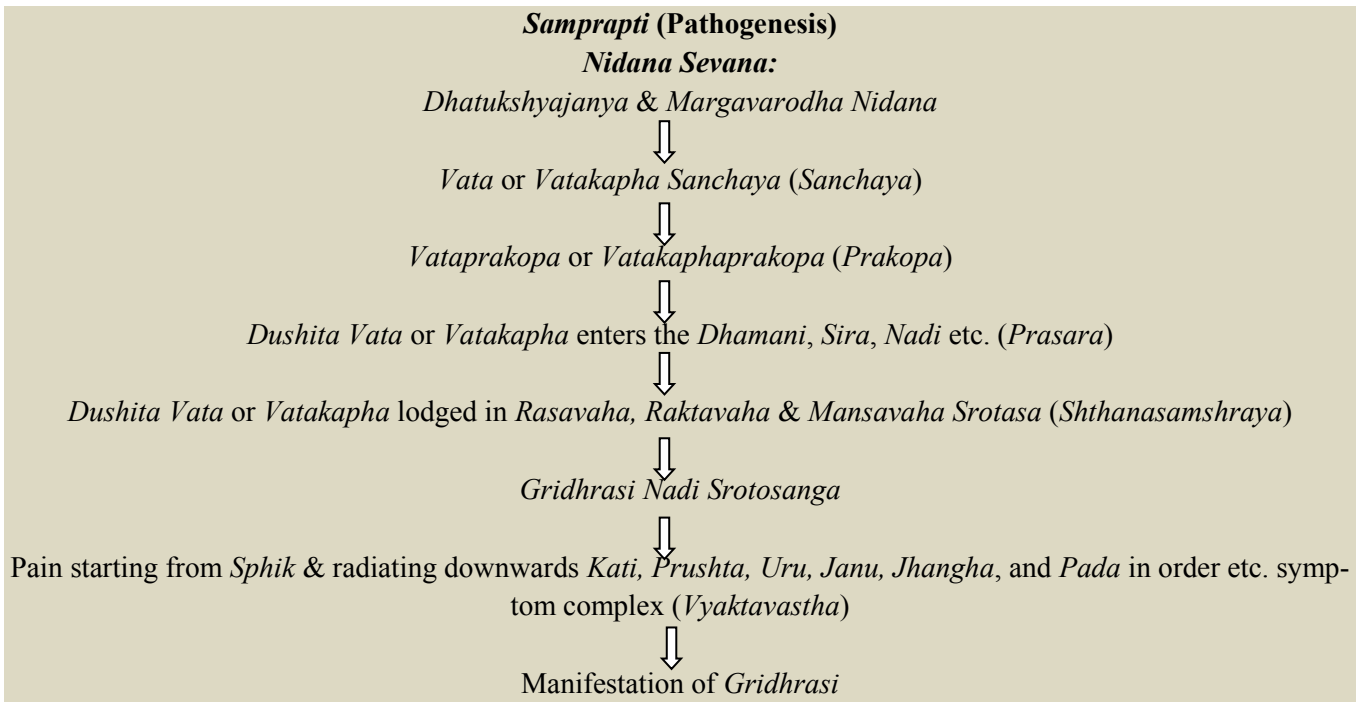 Samprapti (Pathogenesis)
Nidana Sevana:
Dhatukshyajanya & Margavarodha Nidana
Vata or Vatakapha Sanchaya (Sanchaya)
Vataprakopa or Vatakaphaprakopa (Prakopa)
Dushita Vata or Vatakapha enters the Dhamani, Sira, Nadi etc. (Prasara)
Dushita Vata or Vatakapha lodged in Rasavaha, Raktavaha & Mansavaha Srotasa (Shthanasamshraya)
Gridhrasi Nadi Srotosanga
Pain starting from Sphik & radiating downwards Kati, Prushta, Uru, Janu, Jhangha, and Pada in order etc. symp-
tom complex (Vyaktavastha)
Manifestation of Gridhrasi